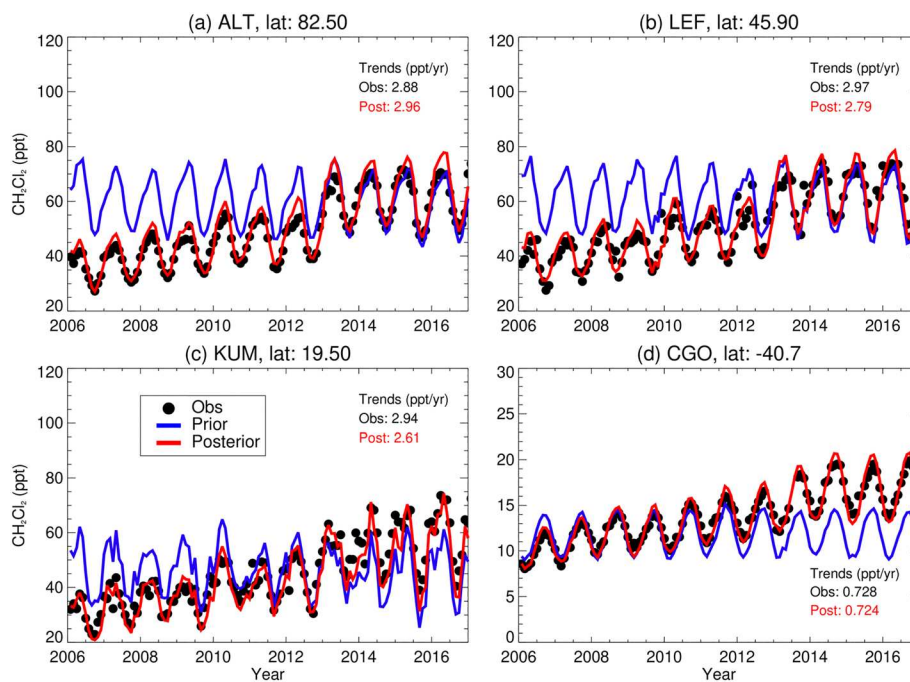 (a) ALT, lat: 82.50
120
100
80
60
40
20
CH₂Cl₂ (ppt)
Trends (ppt/yr)
Obs: 2.88
Post: 2.96
2006 2008 2010 2012 2014 2016
(b) LEF, lat: 45.90
120
100
80
60
40
20
Trends (ppt/yr)
Obs: 2.97
Post: 2.79
2006 2008 2010 2012 2014 2016
(c) KUM, lat: 19.50
120
100
80
60
40
20
CH₂Cl₂ (ppt)
Obs
Prior
Posterior
Trends (ppt/yr)
Obs: 2.94
Post: 2.61
2006 2008 2010 2012 2014 2016
Year
(d) CGO, lat: -40.7
30
25
20
15
10
5
0
Trends (ppt/yr)
Obs: 0.728
Post: 0.724
2006 2008 2010 2012 2014 2016
Year